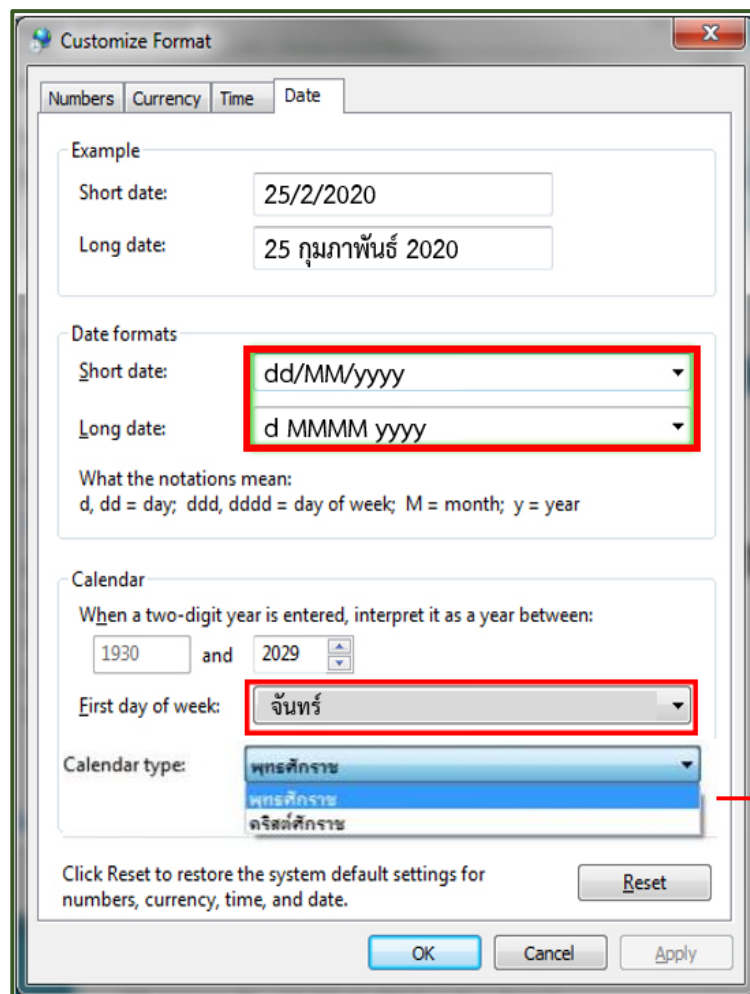 Customize Format
Numbers Currency Time Date
Example
Short date: 25/2/2020
Long date: 25 กุมภาพันธ์ 2020
Date formats
Short date: dd/MM/yyyy
Long date: d MMMM yyyy
What the notations mean:
d, dd = day; ddd, dddd = day of week; M = month; y = year
Calendar
When a two-digit year is entered, interpret it as a year between:
1930 and 2029
First day of week: จันทร์
Calendar type: พุทธศักราช
พุทธศักราช
คริสต์ศักราช
Click Reset to restore the system default settings for
numbers, currency, time, and date.
Reset
OK Cancel Apply